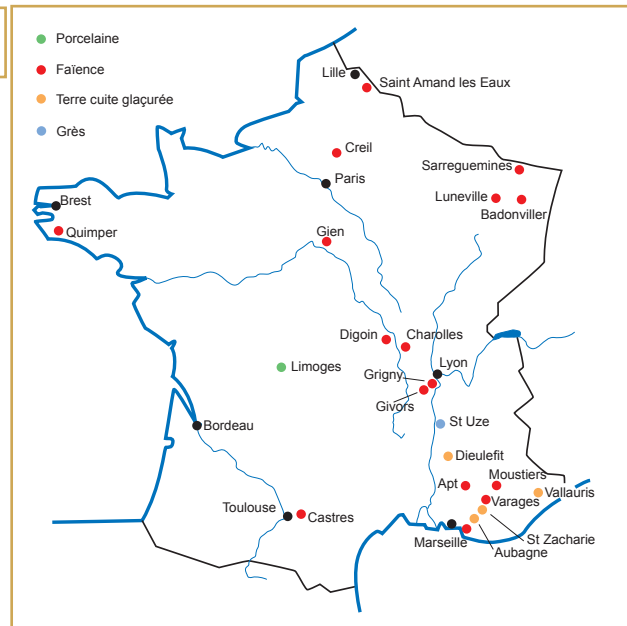 Porcelaine
Faïence
Terre cuite glaçurée
Grès
Lille
Saint Amand les Eaux
Creil
Sarreguemines
Paris
Luneville
Badonviller
Brest
Quimper
Gien
Digoin
Charolles
Limoges
Lyon
Grigny
Givors
St Uze
Bordeau
Dieulefit
Moustiers
Apt
Vallauris
Varages
Toulouse
Castres
St Zacharie
Marseille
Aubagne